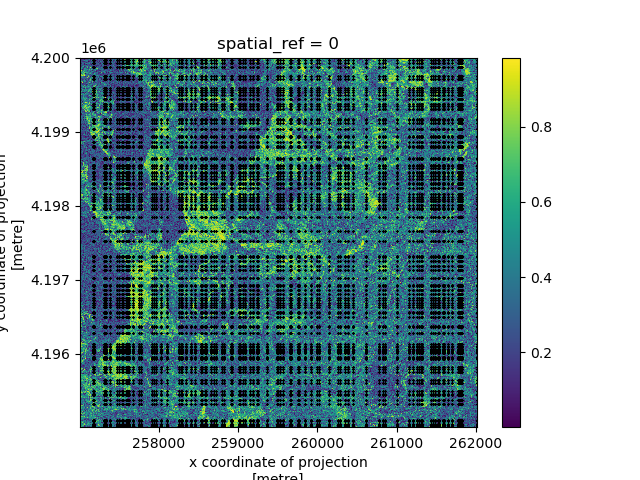 spatial_ref = 0
1e6
4.200
4.199
4.198
4.197
4.196
y coordinate of projection
[metre]
258000 259000 260000 261000 262000
x coordinate of projection
[metre]
0.8
0.6
0.4
0.2